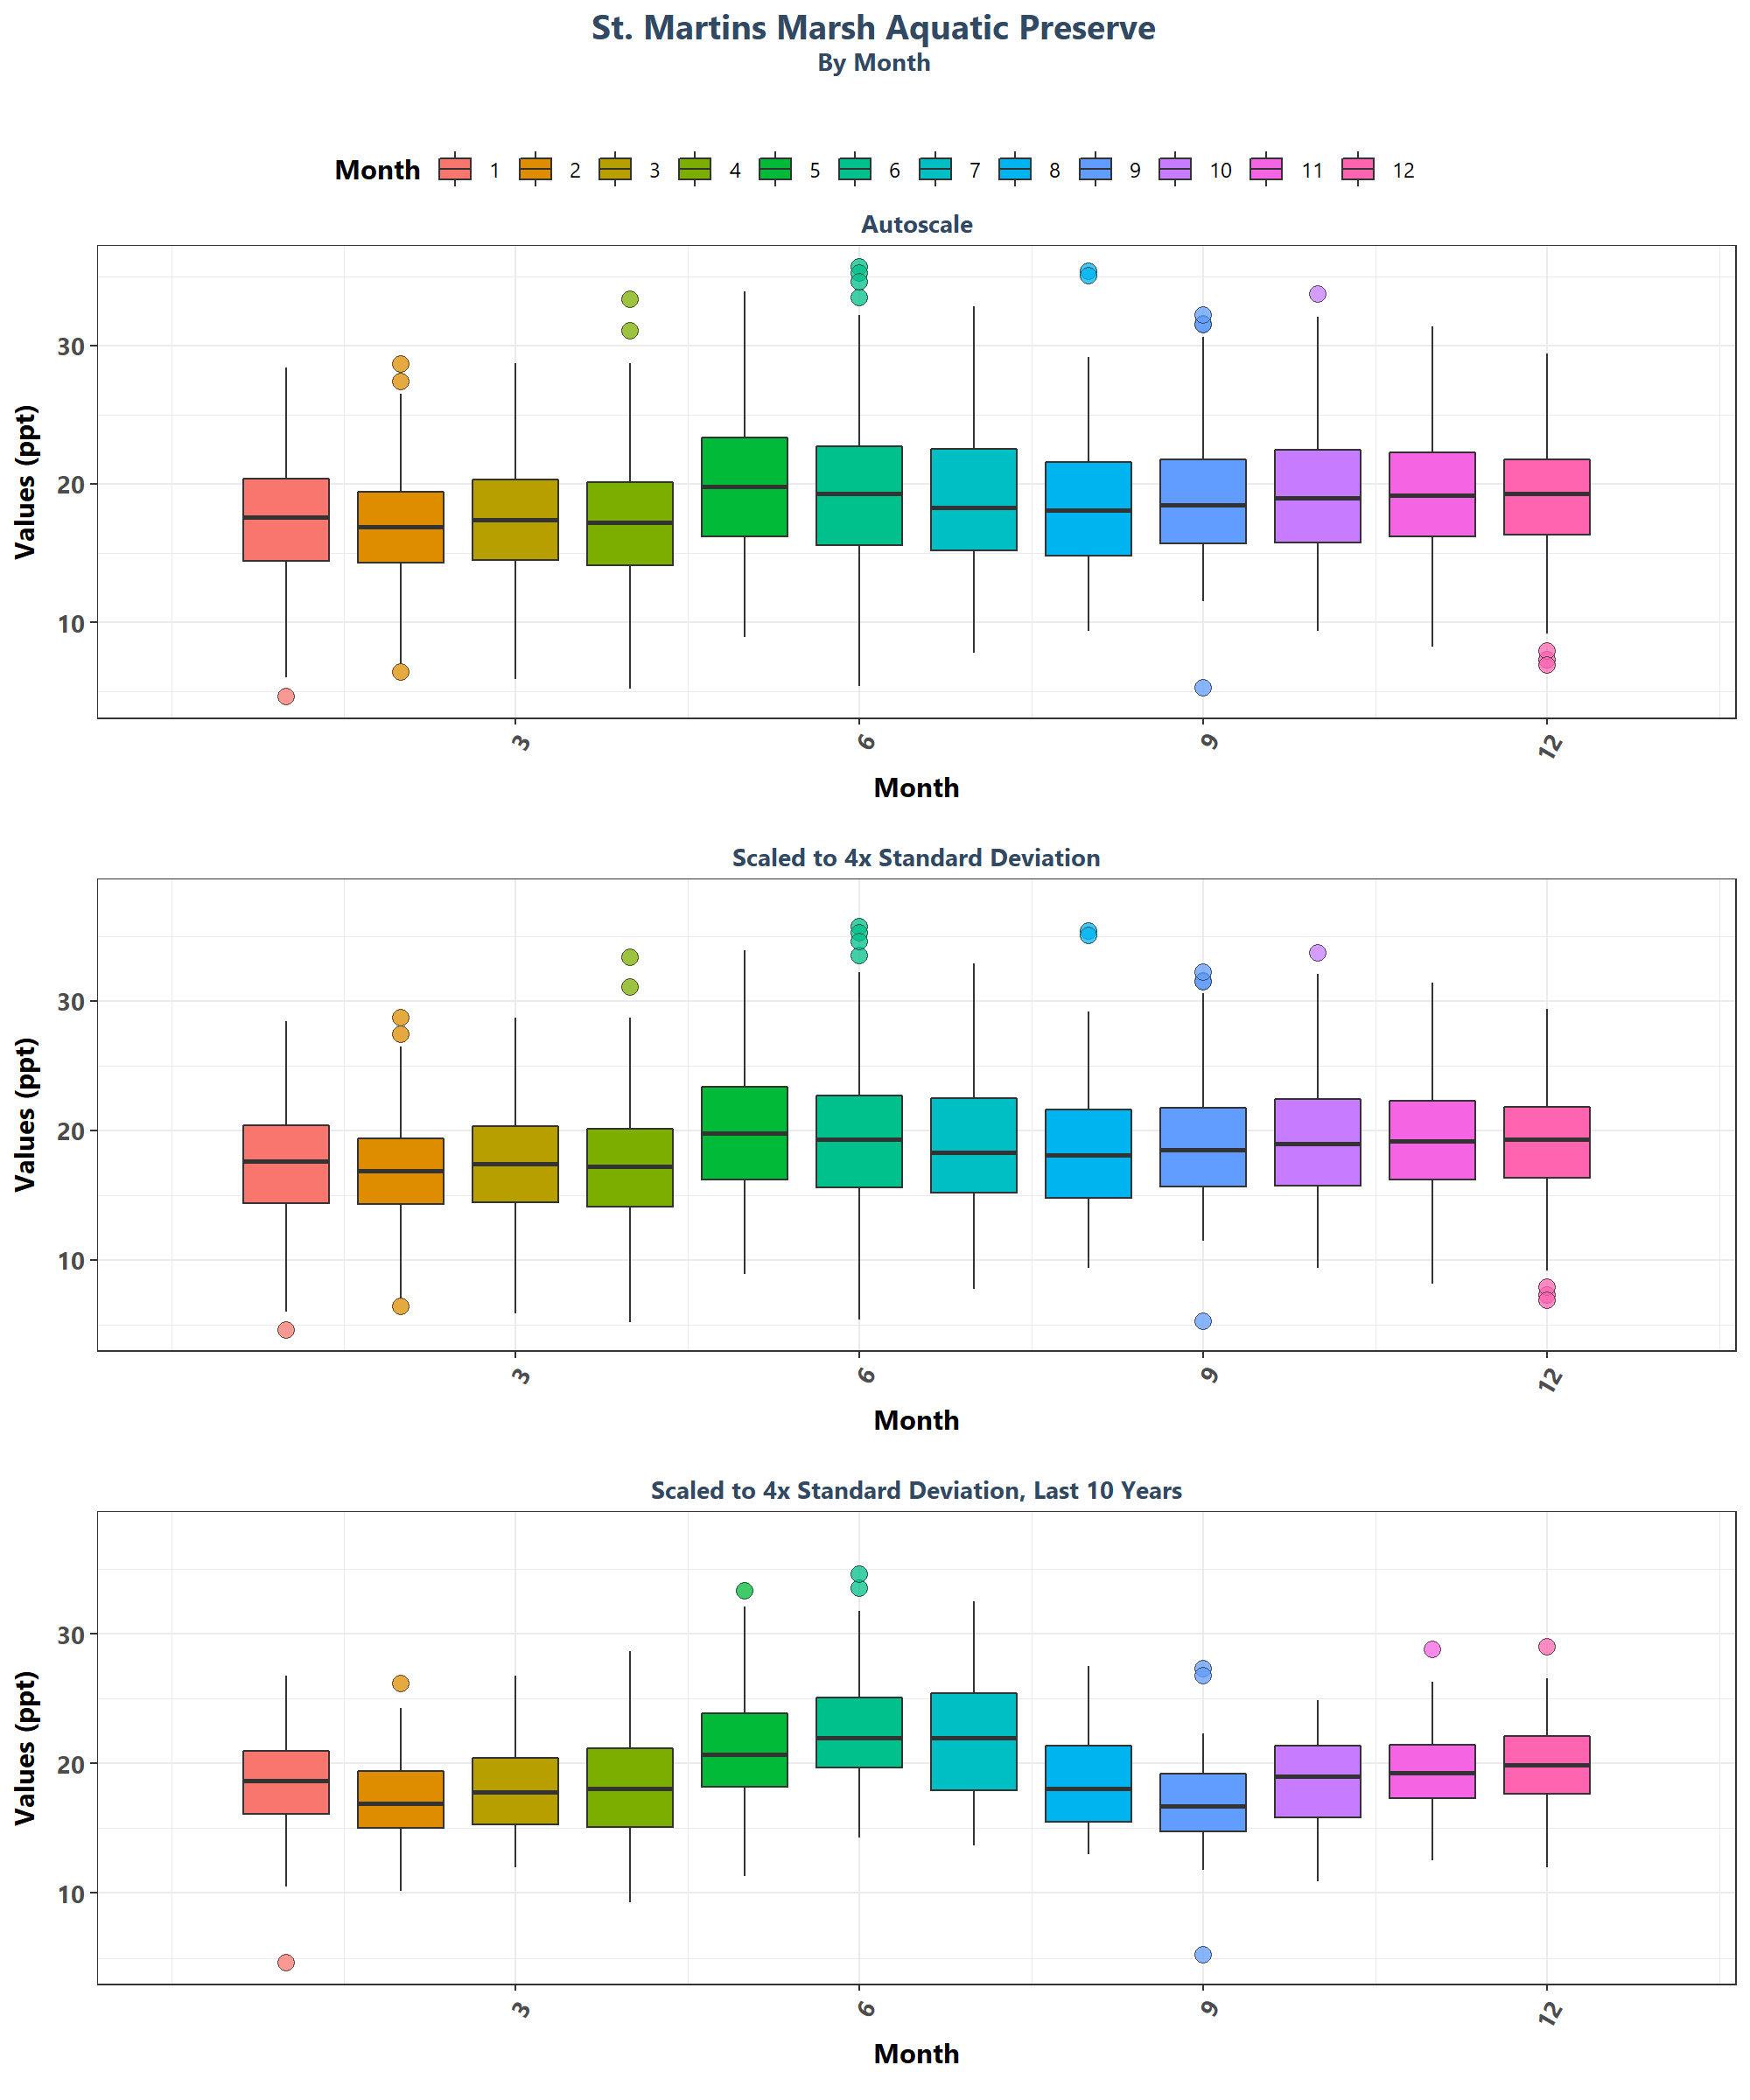 St. Martins Marsh Aquatic Preserve
By Month
Month 1 2 3 4 5 6 7 8 9 10 11 12
Autoscale
Values (ppt)
30
20
10
3 6 9 12
Month
Scaled to 4x Standard Deviation
Values (ppt)
30
20
10
3 6 9 12
Month
Scaled to 4x Standard Deviation, Last 10 Years
Values (ppt)
30
20
10
3 6 9 12
Month